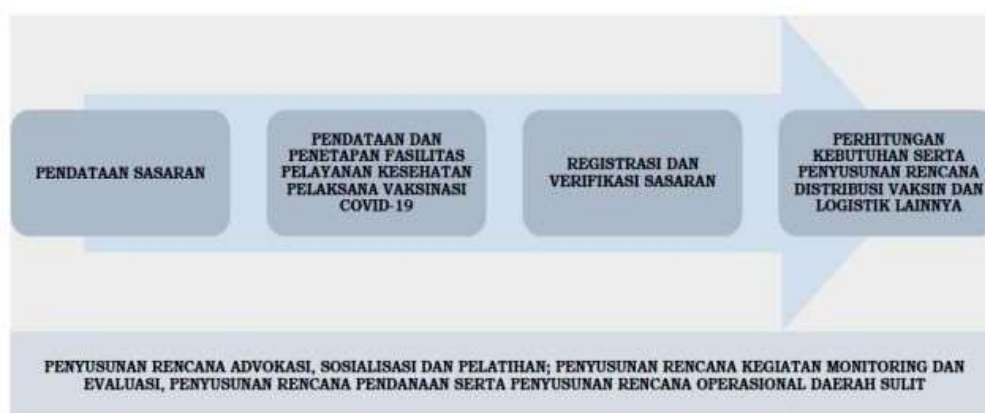 PENDATAAN SASARAN
PENDATAAN DAN
PENETAPAN FASILITAS
PELAYANAN KESEHATAN
PELAKSANA VAKSINASI
COVID-19
REGISTRASI DAN
VERIFIKASI SASARAN
PERHITUNGAN
KEBUTUHAN SERTA
PENYUSUNAN RENCANA
DISTRIBUSI VAKSIN DAN
LOGISTIK LAINNYA
PENYUSUNAN RENCANA ADVOKASI, SOSIALISASI DAN PELATIHAN; PENYUSUNAN RENCANA KEGIATAN MONITORING DAN
EVALUASI, PENYUSUNAN RENCANA PENDANAAN SERTA PENYUSUNAN RENCANA OPERASIONAL DAERAH SULIT